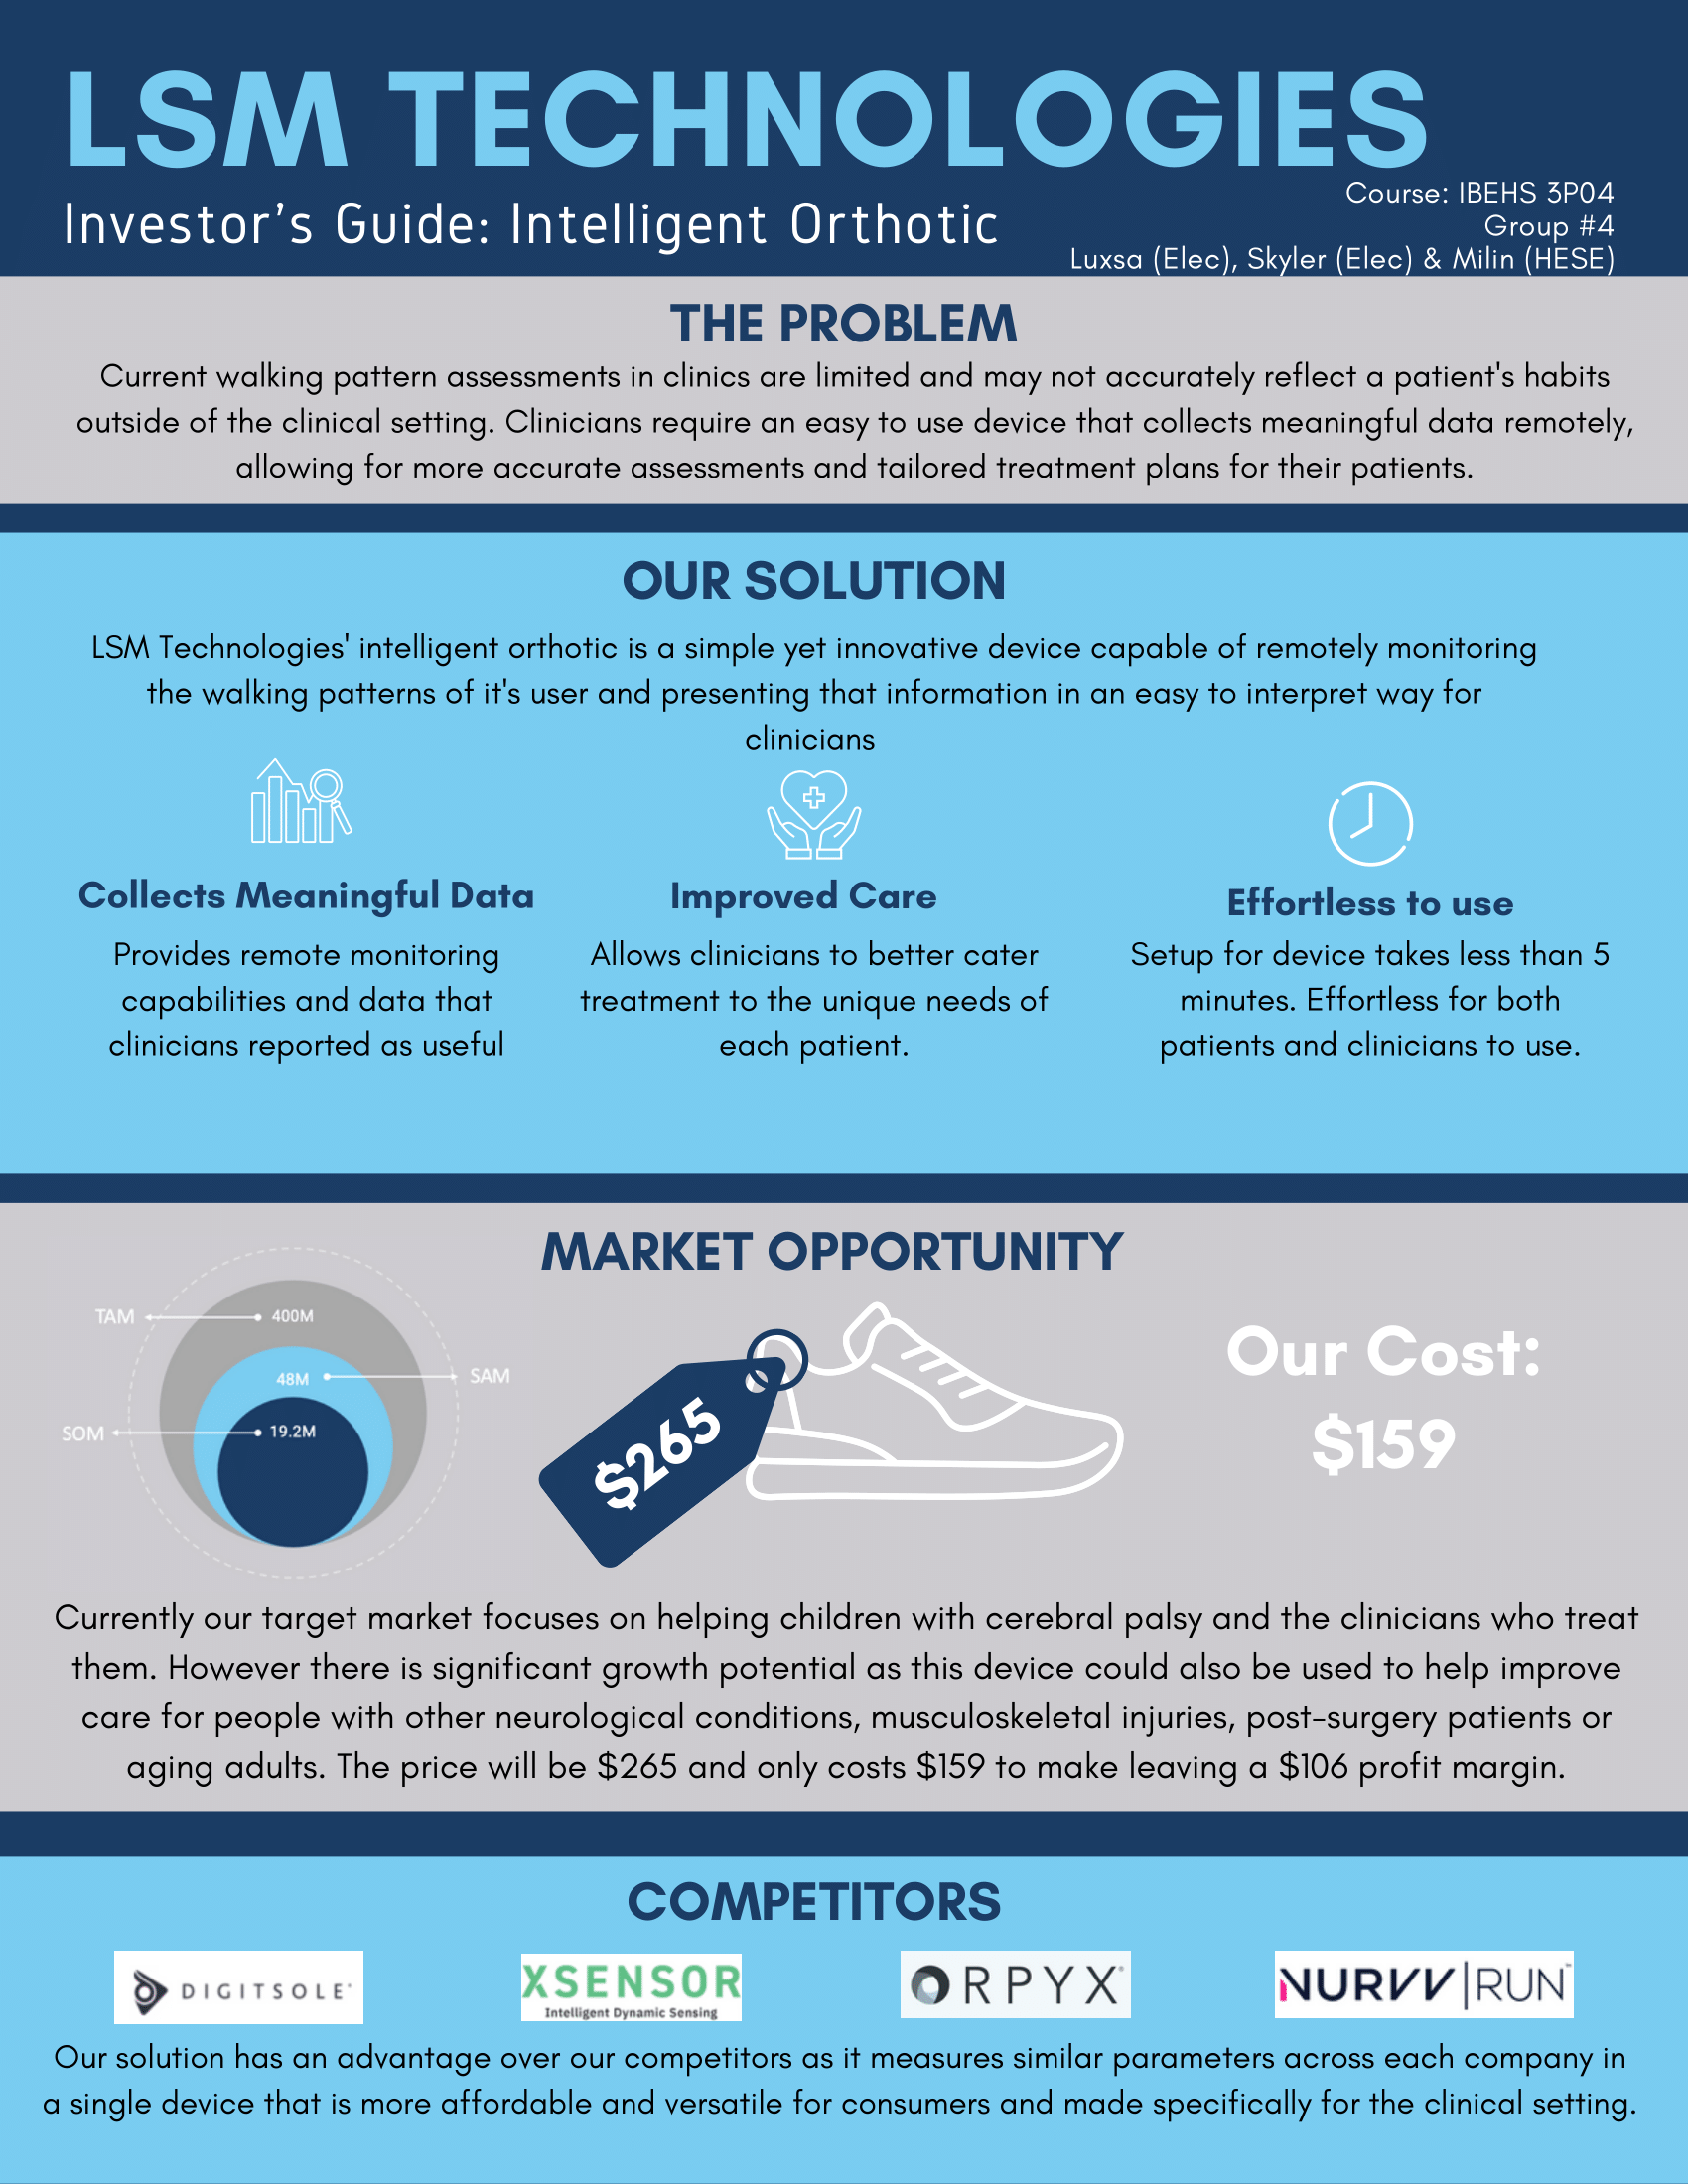 LSM TECHNOLOGIES
Investor's Guide: Intelligent Orthotic
Course: IBEHS 3P04
Group #4
Luxsa (Elec), Skyler (Elec) & Milin (HESE)
THE PROBLEM
Current walking pattern assessments in clinics are limited and may not accurately reflect a patient's habits
outside of the clinical setting. Clinicians require an easy to use device that collects meaningful data remotely,
allowing for more accurate assessments and tailored treatment plans for their patients.
OUR SOLUTION
LSM Technologies' intelligent orthotic is a simple yet innovative device capable of remotely monitoring
the walking patterns of it's user and presenting that information in an easy to interpret way for
clinicians
Collects Meaningful Data
Provides remote monitoring
capabilities and data that
clinicians reported as useful
Improved Care
Allows clinicians to better cater
treatment to the unique needs of
each patient.
Effortless to use
Setup for device takes less than 5
minutes. Effortless for both
patients and clinicians to use.
MARKET OPPORTUNITY
TAM
400M
48M
SAM
SOM
19.2M
$265
Our Cost:
$159
Currently our target market focuses on helping children with cerebral palsy and the clinicians who treat
them. However there is significant growth potential as this device could also be used to help improve
care for people with other neurological conditions, musculoskeletal injuries, post-surgery patients or
aging adults. The price will be $265 and only costs $159 to make leaving a $106 profit margin.
COMPETITORS
DIGITSOLE
XSENSOR
Intelligent Dynamic Sensing
ORPYX
NURVV|RUN
Our solution has an advantage over our competitors as it measures similar parameters across each company in
a single device that is more affordable and versatile for consumers and made specifically for the clinical setting.